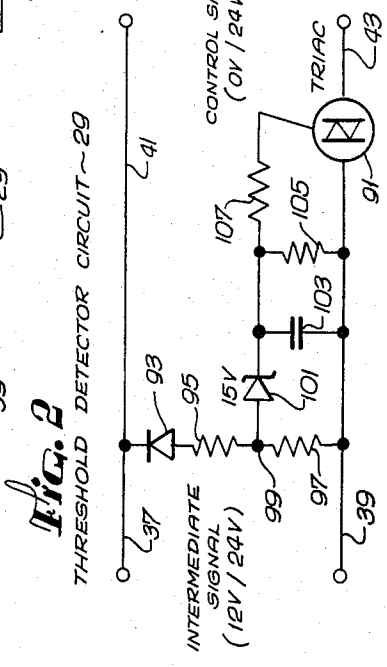 Fig. 2
THRESHOLD DETECTOR CIRCUIT~29
37
41
93
95
INTERMEDIATE
SIGNAL
(12V/24V)
99
15V
101
97
103
105
107
39
CONTROL
(0V/24V
TRIAC
91
43